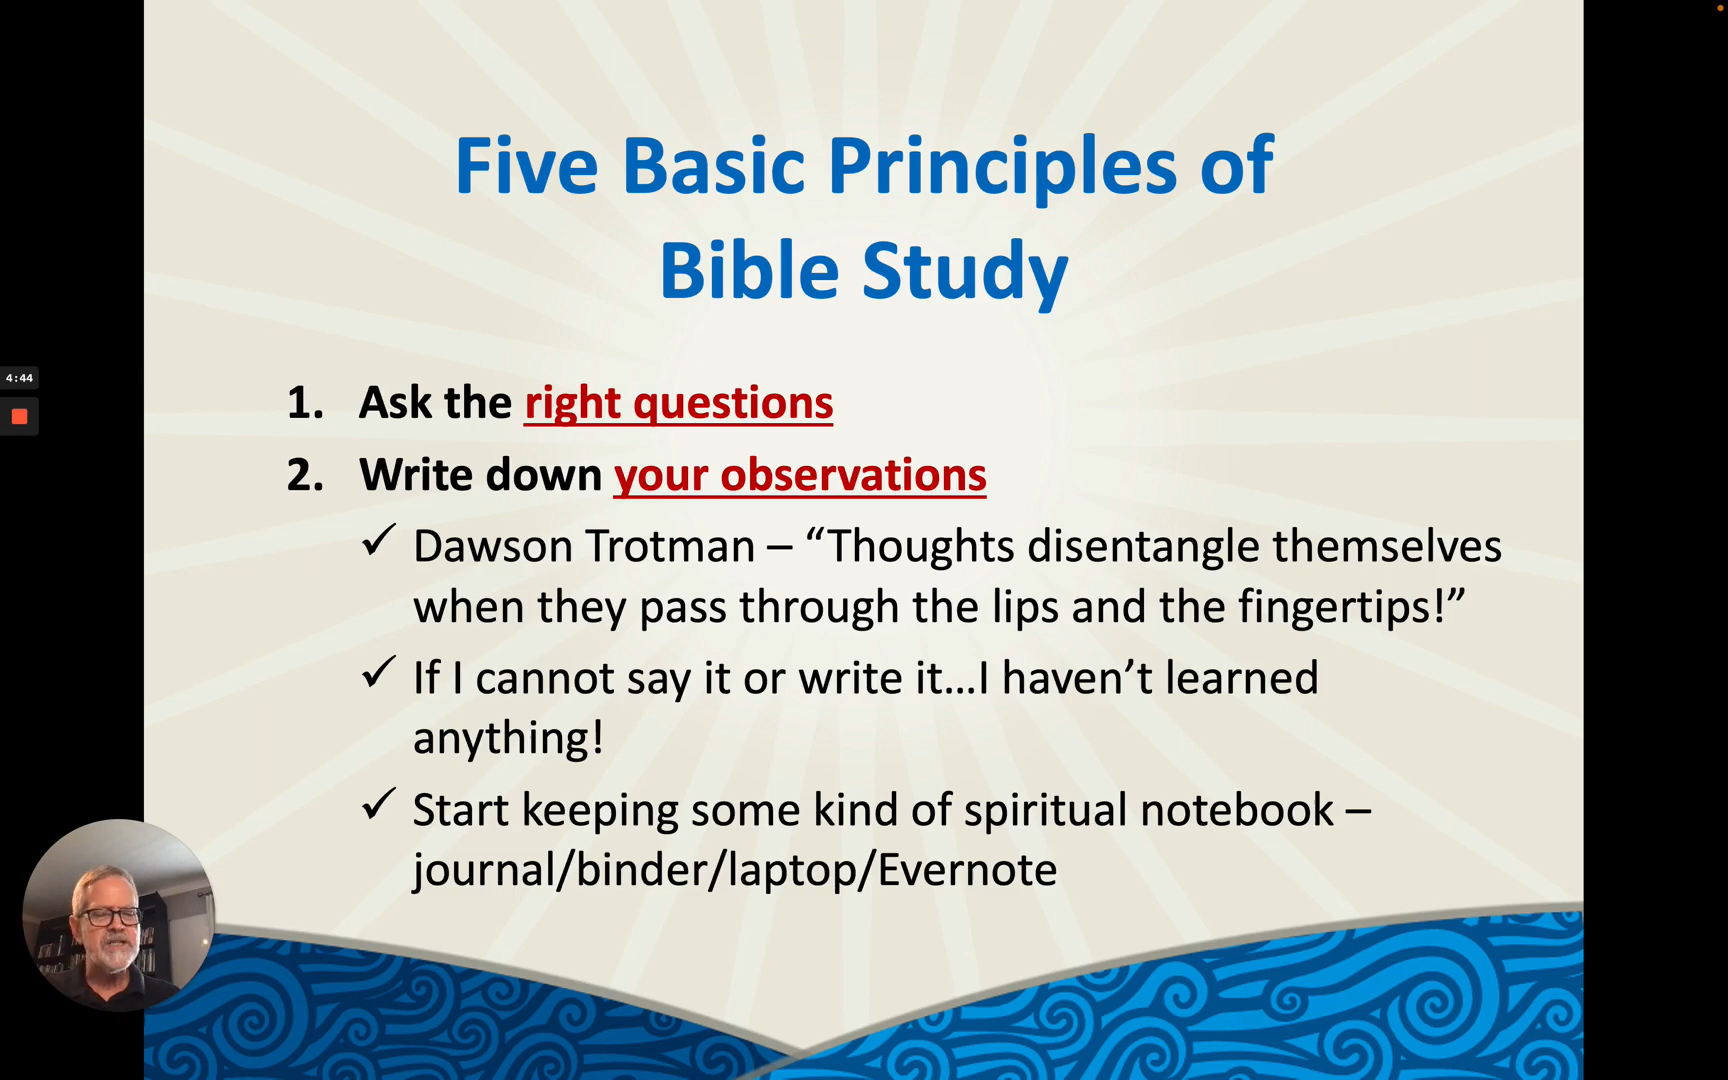 Five Basic Principles of
Bible Study
1. Ask the right questions
2. Write down your observations
✓ Dawson Trotman – “Thoughts disentangle themselves
when they pass through the lips and the fingertips!”
✓ If I cannot say it or write it…I haven’t learned
anything!
✓ Start keeping some kind of spiritual notebook –
journal/binder/laptop/Evernote
4:44